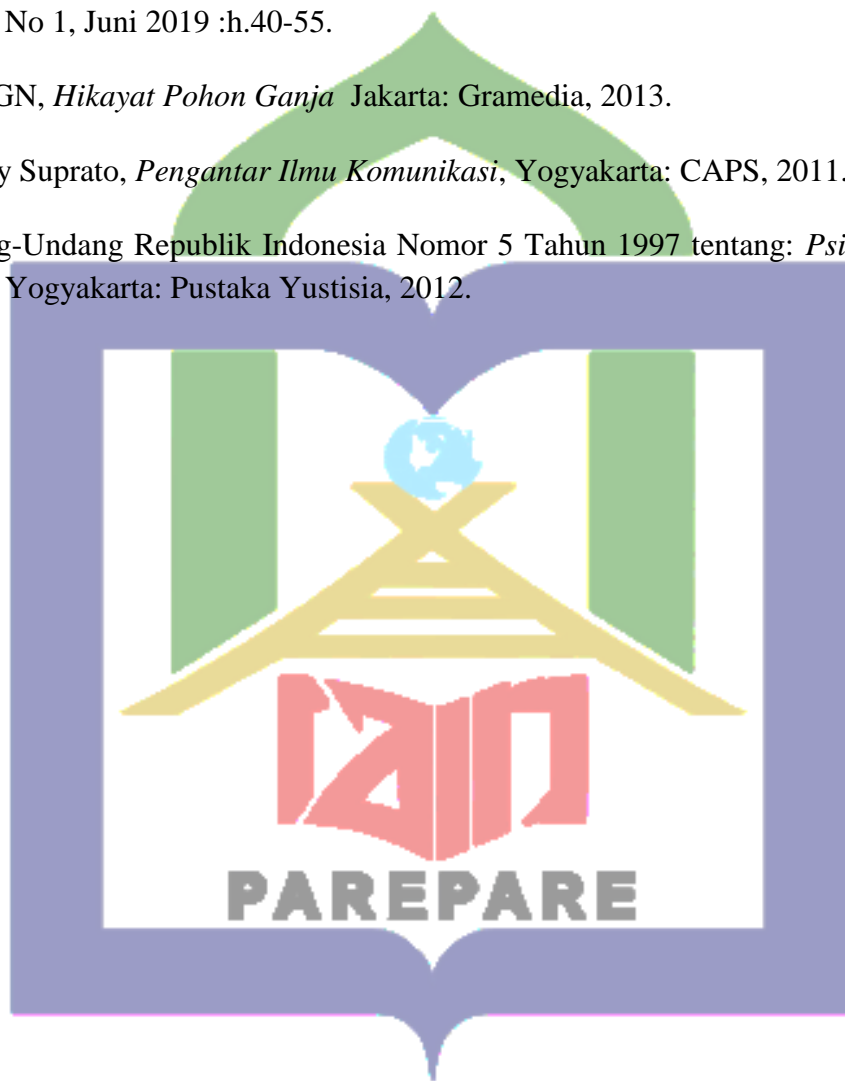 No 1, Juni 2019 :h.40-55.
GN, Hikayat Pohon Ganja Jakarta: Gramedia, 2013.
y Suprato, Pengantar Ilmu Komunikasi, Yogyakarta: CAPS, 2011.
g-Undang Republik Indonesia Nomor 5 Tahun 1997 tentang: Psi
Yogyakarta: Pustaka Yustisia, 2012.
iain
PAREPARE